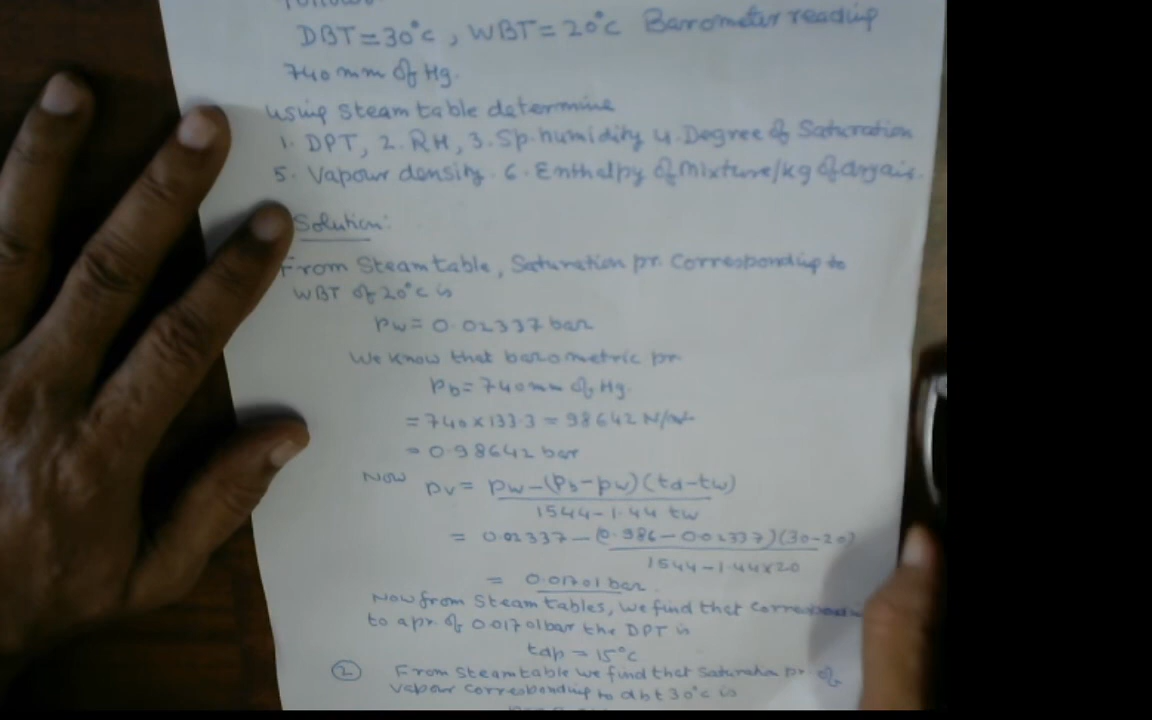 DBT = 30°c, WBT = 20°c Barometer reading
740 mm of Hg.
Using Steam table determine
1. DPT, 2. RH, 3. Sp. humidity 4. Degree of Saturation
5. Vapour density. 6. Enthalpy of mixture/kg of dryair.
Solution:
From Steam table, Saturation pr. Corresponding to
WBT of 20°c is
pw = 0.02337 bar
We know that barometric pr.
Pb = 740 mm of Hg.
= 740 x 133.3 = 98642 N/m²
= 0.98642 bar
Now pv = pw - (Pb - pw) (td - tw)
1544 - 1.44 tw
= 0.02337 - (0.986 - 0.02337)(30 - 20)
1544 - 1.44 x 20
= 0.01701 bar.
Now from Steam tables, we find that
to a pr. of 0.01701 bar the DPT is
tdp = 15°c
2. From Steam table we find that Saturation pr. of
vapour corresponding to dbt 30°c is